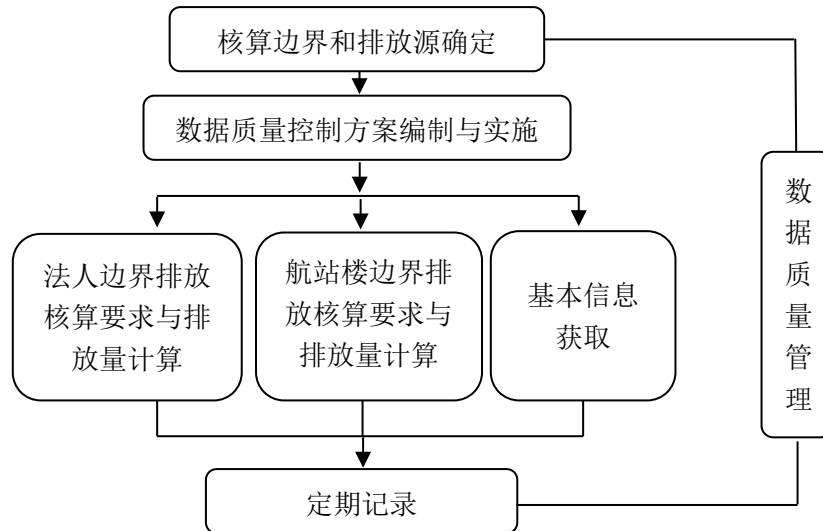 核算边界和排放源确定
数据质量控制方案编制与实施
法人边界排放
核算要求与排
放量计算
航站楼边界排
放核算要求与
排放量计算
基本信息
获取
数
据
质
量
管
理
定期记录